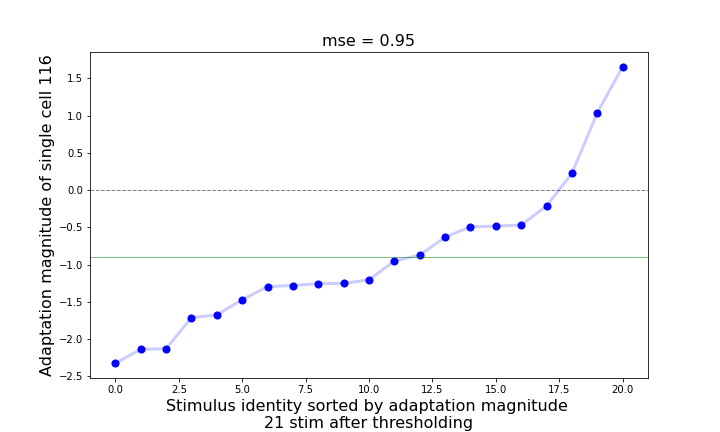 mse = 0.95
Adaptation magnitude of single cell 116
1.5
1.0
0.5
0.0
−0.5
−1.0
−1.5
−2.0
−2.5
0.0 2.5 5.0 7.5 10.0 12.5 15.0 17.5 20.0
Stimulus identity sorted by adaptation magnitude
21 stim after thresholding